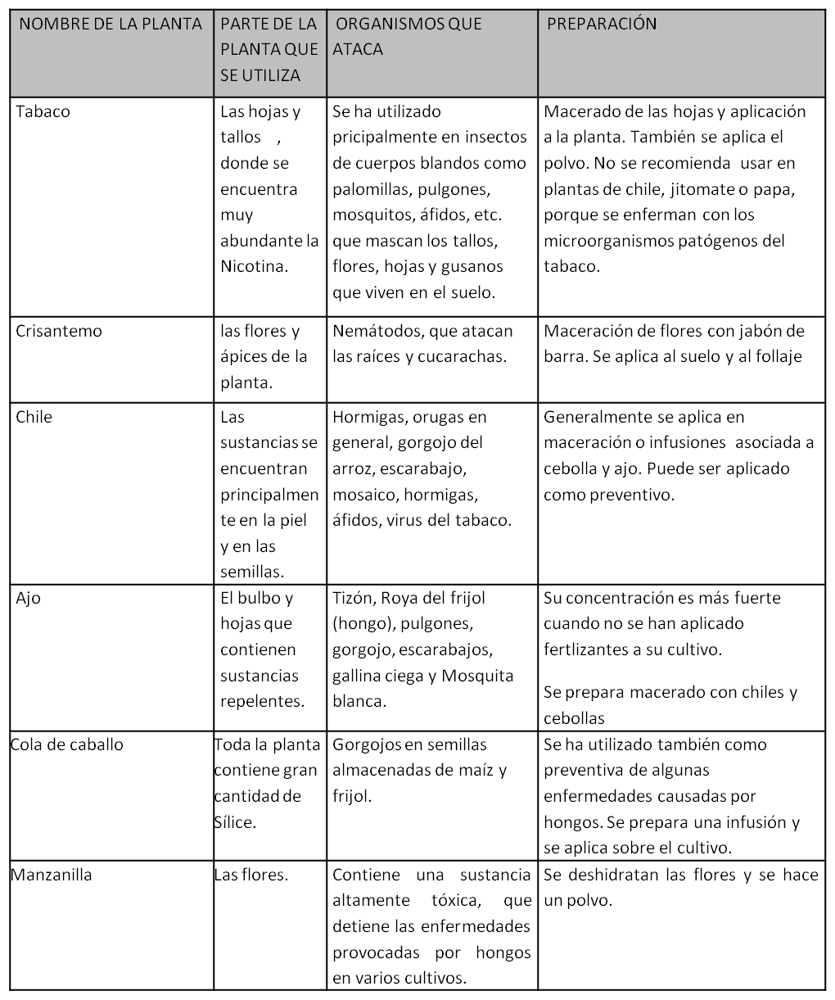 NOMBRE DE LA PLANTA
PARTE DE LA
PLANTA QUE
SE UTILIZA
ORGANISMOS QUE
ATACA
PREPARACIÓN
Tabaco
Las hojas y
tallos ,
donde se
encuentra
muy
abundante la
Nicotina.
Se ha utilizado
pricipalmente en insectos
de cuerpos blandos como
palomillas, pulgones,
mosquitos, áfidos, etc.
que mascan los tallos,
flores, hojas y gusanos
que viven en el suelo.
Macerado de las hojas y aplicación
a la planta. También se aplica el
polvo. No se recomienda usar en
plantas de chile, jitomate o papa,
porque se enferman con los
microorganismos patógenos del
tabaco.
Crisantemo
las flores y
ápices de la
planta.
Nemátodos, que atacan
las raíces y cucarachas.
Maceración de flores con jabón de
barra. Se aplica al suelo y al follaje
Chile
Las
sustancias se
encuentran
principalmen
te en la piel
y en las
semillas.
Hormigas, orugas en
general, gorgojo del
arroz, escarabajo,
mosaico, hormigas,
áfidos, virus del tabaco.
Generalmente se aplica en
maceración o infusiones asociada a
cebolla y ajo. Puede ser aplicado
como preventivo.
Ajo
El bulbo y
hojas que
contienen
sustancias
repelentes.
Tizón, Roya del frijol
(hongo), pulgones,
gorgojo, escarabajos,
gallina ciega y Mosquita
blanca.
Su concentración es más fuerte
cuando no se han aplicado
fertlizantes a su cultivo.
Se prepara macerado con chiles y
cebollas
Cola de caballo
Toda la planta
contiene gran
cantidad de
Sílice.
Gorgojos en semillas
almacenadas de maíz y
frijol.
Se ha utilizado también como
preventiva de algunas
enfermedades causadas por
hongos. Se prepara una infusión y
se aplica sobre el cultivo.
Manzanilla
Las flores.
Contiene una sustancia
altamente tóxica, que
detiene las enfermedades
provocadas por hongos
en varios cultivos.
Se deshidratan las flores y se hace
un polvo.